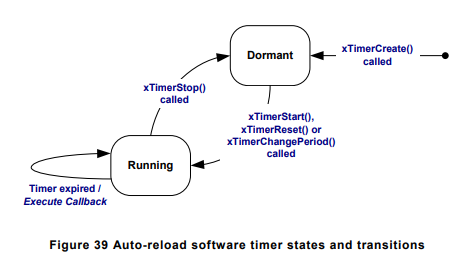 Dormant
xTimerCreate()
called
xTimerStop()
called
xTimerStart(),
xTimerReset() or
xTimerChangePeriod()
called
Running
Timer expired /
Execute Callback
Figure 39 Auto-reload software timer states and transitions